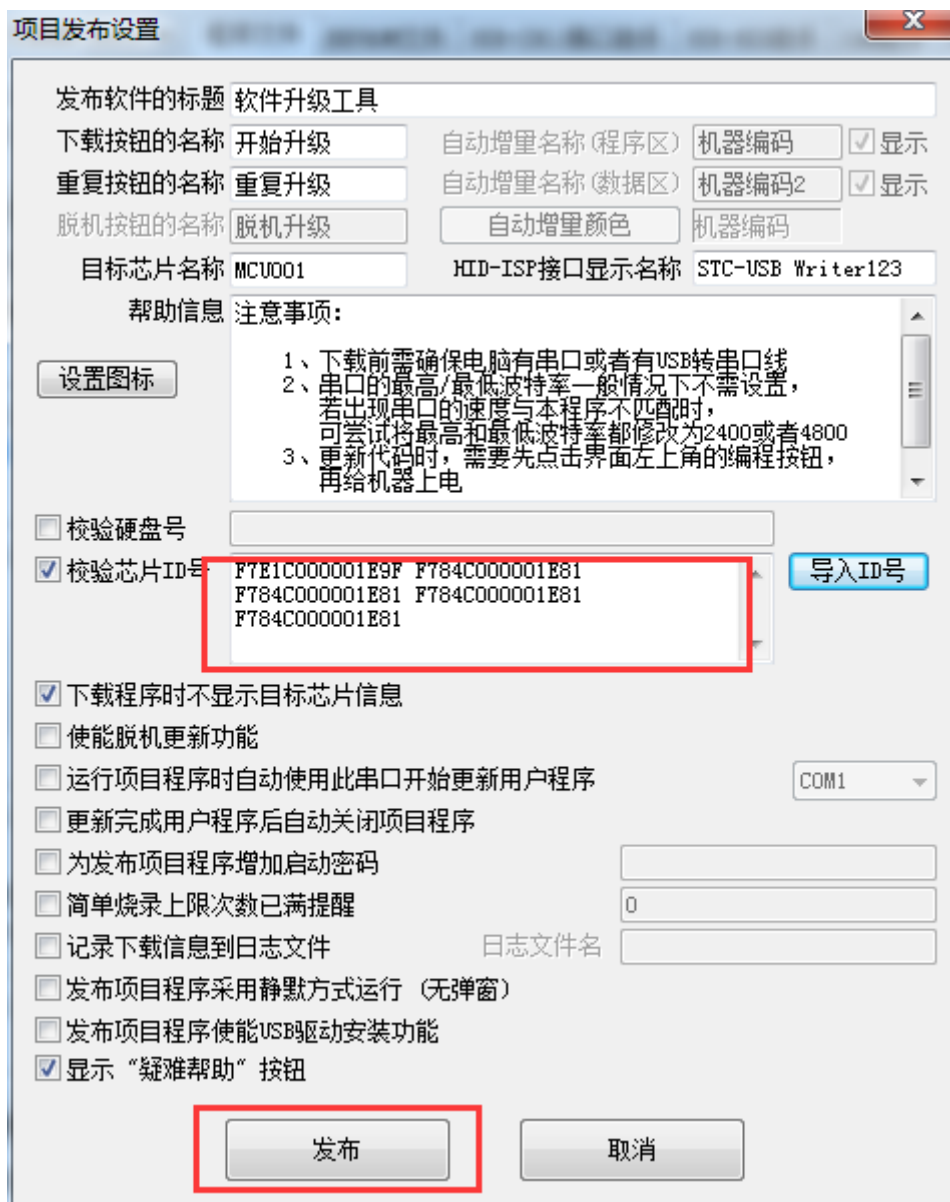 项目发布设置
发布软件的标题 软件升级工具
下载按钮的名称 开始升级 自动增量名称(程序区) 机器编码 显示
重复按钮的名称 重复升级 自动增量名称(数据区) 机器编码2 显示
脱机按钮的名称 脱机升级 自动增量颜色 机器编码
目标芯片名称 MCU001 HID-ISP接口显示名称 STC-USB Writer123
帮助信息 注意事项:
1、下载前需确保电脑有串口或者有USB转串口线
设置图标
2、串口的最高/最低波特率一般情况下不需设置,
若出现串口的速度与本程序不匹配时,
可尝试将最高和最低波特率都修改为2400或者4800
3、更新代码时,需要先点击界面左上角的编程按钮,
再给机器上电
校验硬盘号
校验芯片ID号 F7E1C000001E9F F784C000001E81 导入ID号
F784C000001E81 F784C000001E81
F784C000001E81
下载程序时不显示目标芯片信息
使能脱机更新功能
运行项目程序时自动使用此串口开始更新用户程序 COM1
更新完成用户程序后自动关闭项目程序
为发布项目程序增加启动密码
简单烧录上限次数已满提醒 0
记录下载信息到日志文件 日志文件名
发布项目程序采用静默方式运行 (无弹窗)
发布项目程序使能USB驱动安装功能
显示 “疑难帮助” 按钮
发布 取消